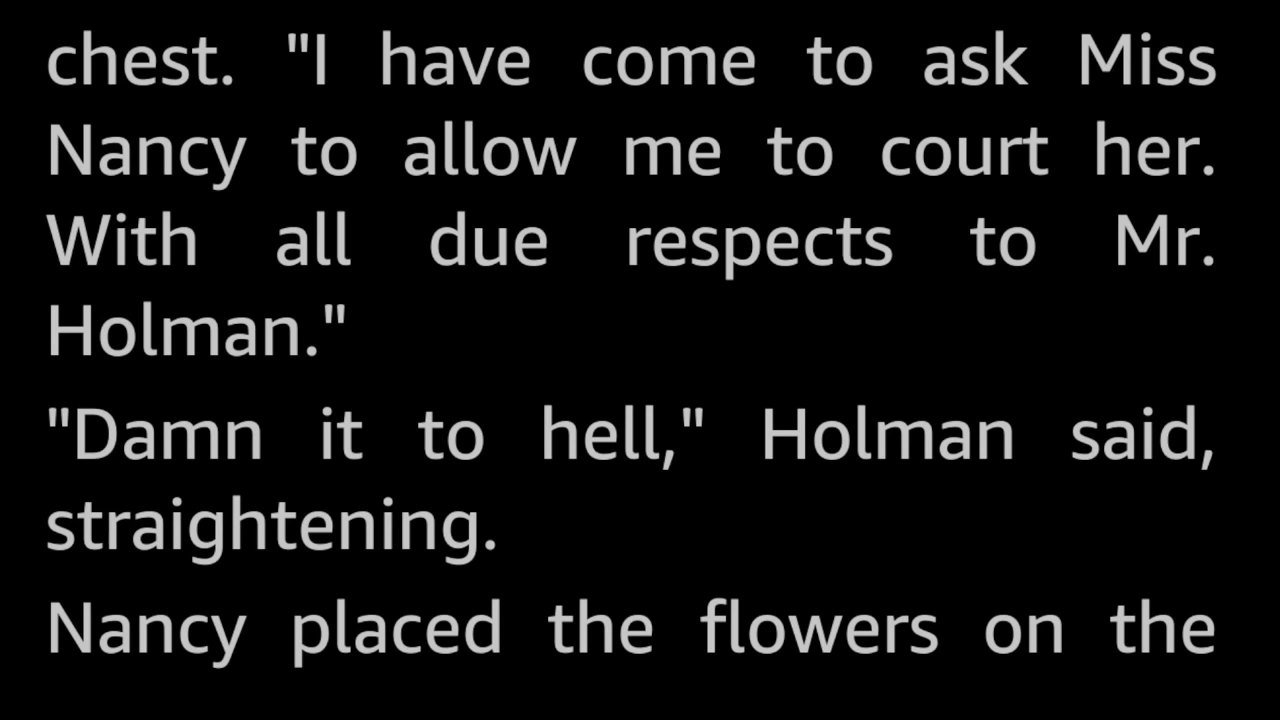 chest. "I have come to ask Miss
Nancy to allow me to court her.
With all due respects to Mr.
Holman."
"Damn it to hell," Holman said,
straightening.
Nancy placed the flowers on the